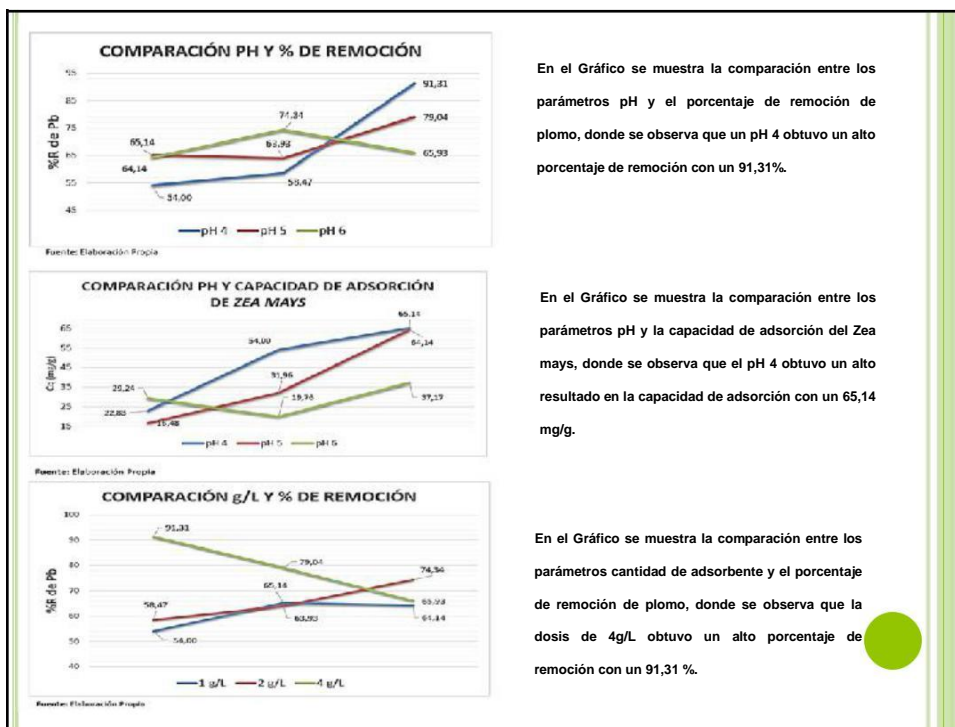 COMPARACIÓN PH Y % DE REMOCIÓN
%R de Pb
95
85
75
65
55
45
65,14
64,14
54,00
74,34
63,93
58,47
91,31
79,04
65,93
pH 4 pH 5 pH 6
Fuente: Elaboración Propia
En el Gráfico se muestra la comparación entre los
parámetros pH y el porcentaje de remoción de
plomo, donde se observa que un pH 4 obtuvo un alto
porcentaje de remoción con un 91,31%.
COMPARACIÓN PH Y CAPACIDAD DE ADSORCIÓN
DE ZEA MAYS
(mg/g)
65
55
45
35
25
15
29,24
22,83
16,48
54,00
31,96
19,76
65,14
64,14
37,17
pH 4 pH 5 pH 6
Fuente: Elaboración Propia
En el Gráfico se muestra la comparación entre los
parámetros pH y la capacidad de adsorción del Zea
mays, donde se observa que el pH 4 obtuvo un alto
resultado en la capacidad de adsorción con un 65,14
mg/g.
COMPARACIÓN g/L Y % DE REMOCIÓN
%R de Pb
100
90
80
70
60
50
40
91,31
58,47
54,00
79,04
65,14
63,93
74,34
65,93
64,14
1 g/L 2 g/L 4 g/L
Fuente: Elaboración Propia
En el Gráfico se muestra la comparación entre los
parámetros cantidad de adsorbente y el porcentaje
de remoción de plomo, donde se observa que la
dosis de 4g/L obtuvo un alto porcentaje de
remoción con un 91,31 %.